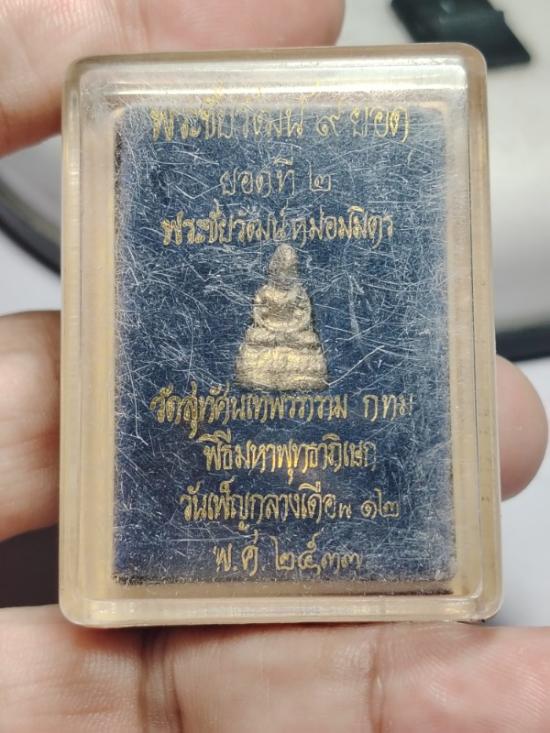 พระชัยวัฒน์ ๙ ยอด
ยอดที่ ๒
พระชัยวัฒน์หม่อมมิตร
วัดสุทัศนเทพวราราม กทม
พิธีมหาพุทธาภิเษก
วันเพ็ญกลางเดือน ๑๒
พ.ศ. ๒๕๓๓